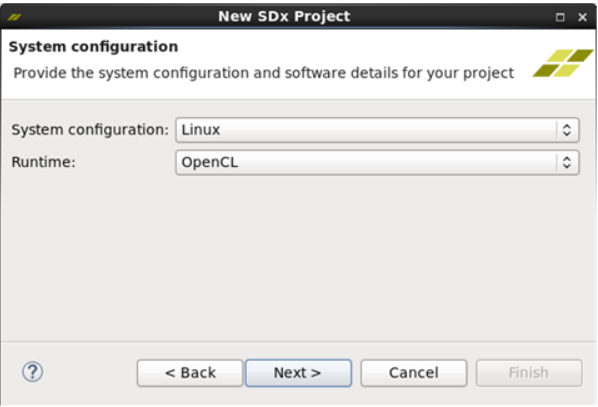 New SDx Project
System configuration
Provide the system configuration and software details for your project
System configuration: Linux
Runtime: OpenCL
? < Back Next > Cancel Finish